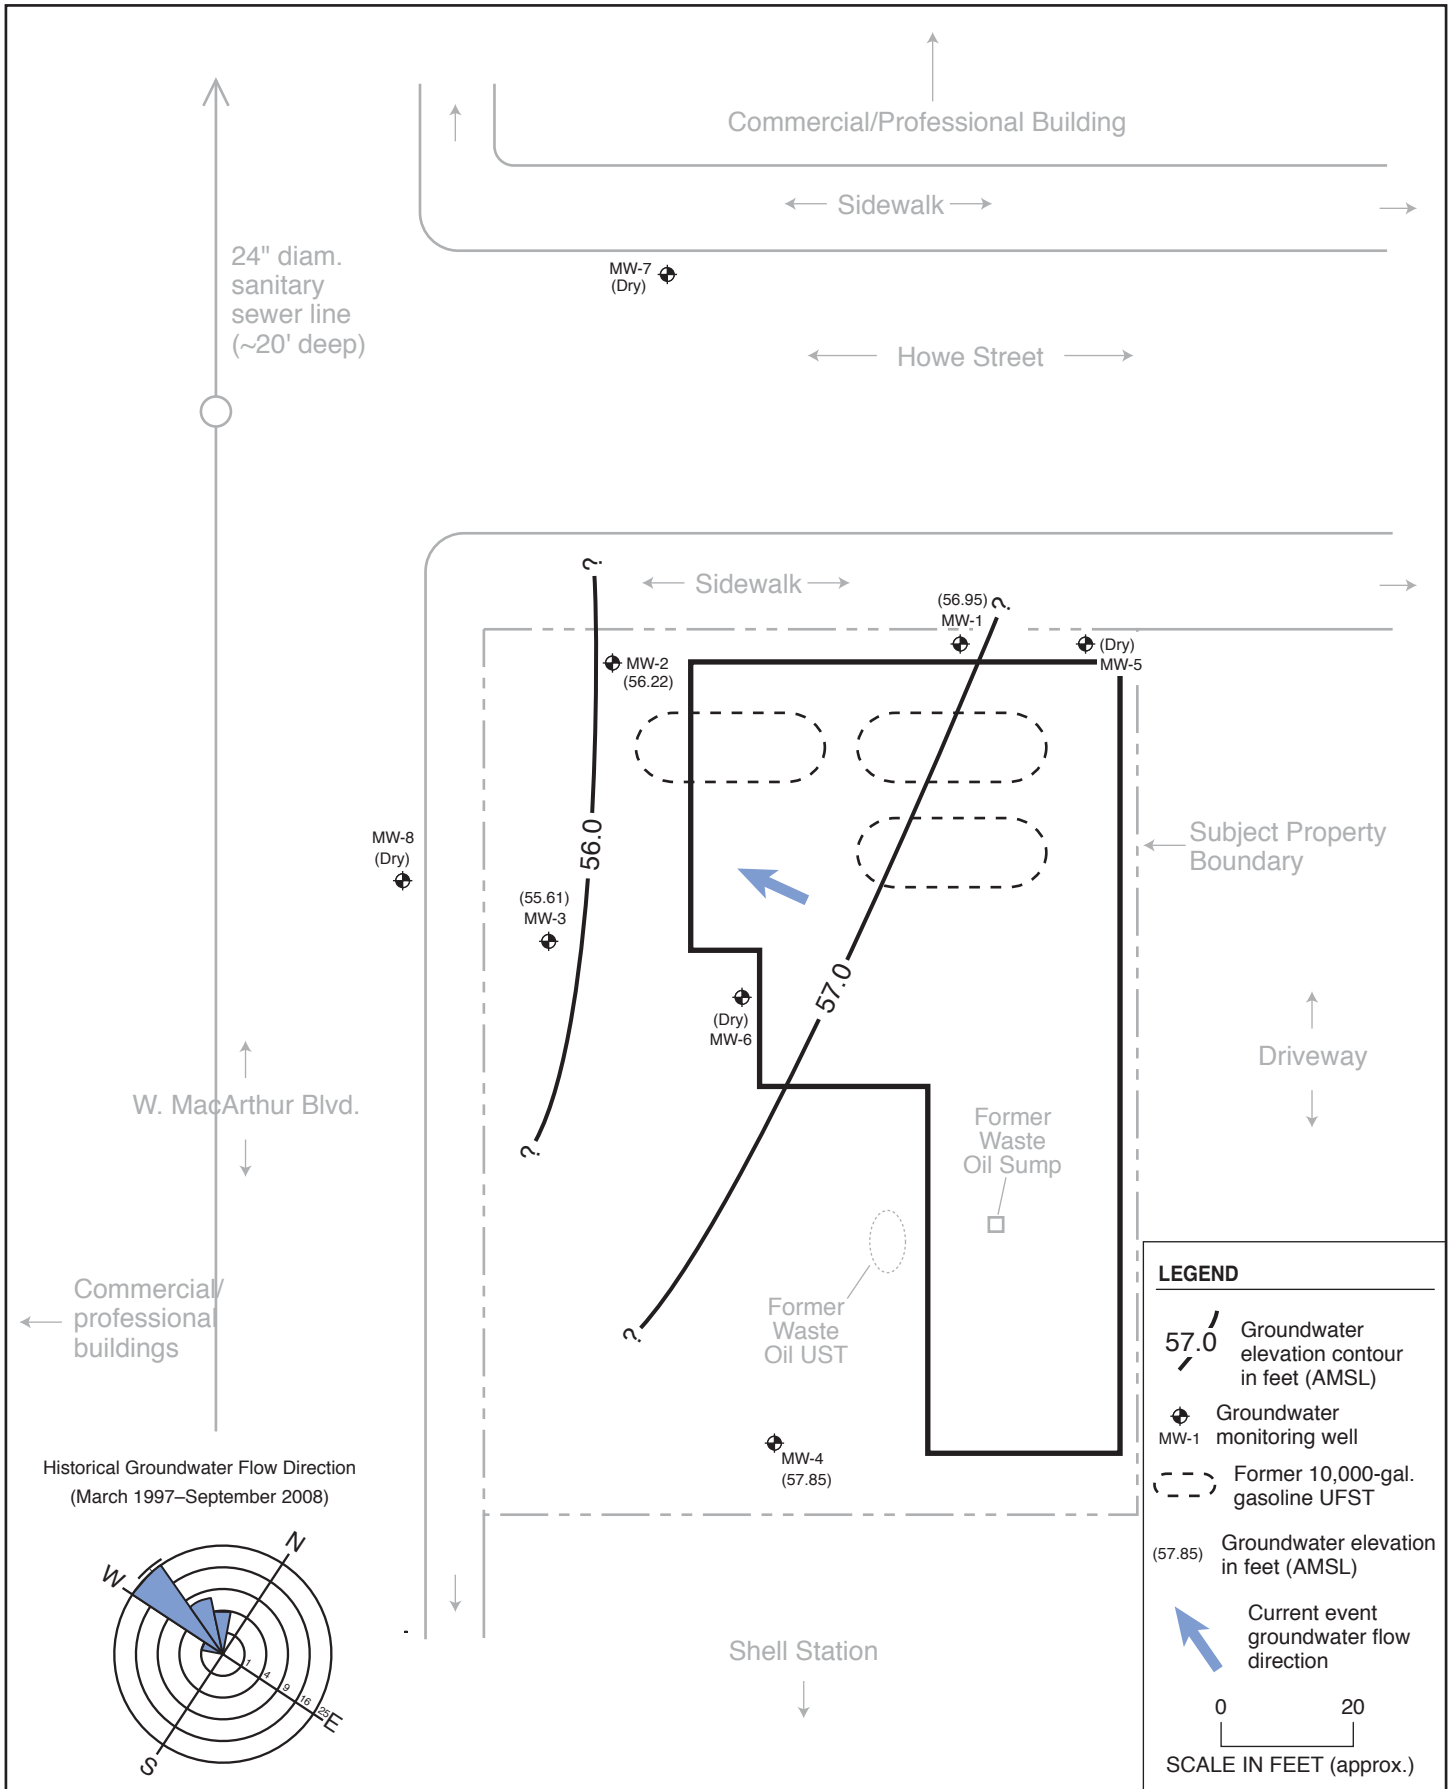 Commercial/Professional Building
Sidewalk
24" diam.
sanitary
sewer line
(~20' deep)
MW-7
(Dry)
Howe Street
?
Sidewalk
(56.95)
MW-1
?
(Dry)
MW-5
MW-2
(56.22)
MW-8
(Dry)
56.0
Subject Property
Boundary
(55.61)
MW-3
57.0
(Dry)
MW-6
Driveway
W. MacArthur Blvd.
?
Former
Waste
Oil Sump
Commercial/
professional
buildings
Former
Waste
Oil UST
?
MW-4
(57.85)
Shell Station
Historical Groundwater Flow Direction
(March 1997–September 2008)
N
W
E
S
1
4
9
16
25
LEGEND
57.0
Groundwater
elevation contour
in feet (AMSL)
MW-1
Groundwater
monitoring well
Former 10,000-gal.
gasoline UFST
(57.85)
Groundwater elevation
in feet (AMSL)
Current event
groundwater flow
direction
0 20
SCALE IN FEET (approx.)